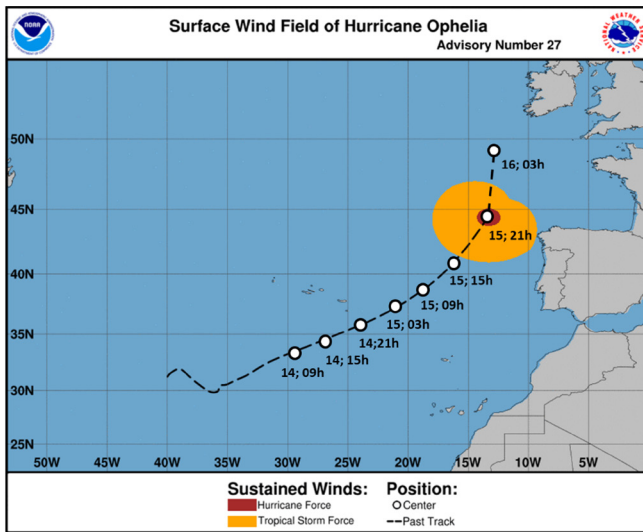 NOAA
Surface Wind Field of Hurricane Ophelia
Advisory Number 27
50N
45N
40N
35N
30N
25N
16; 03h
15; 21h
15; 15h
15; 09h
15; 03h
14;21h
14; 15h
14; 09h
50W 45W 40W 35W 30W 25W 20W 15W 10W 5W
Sustained Winds:
Hurricane Force
Tropical Storm Force
Position:
Center
Past Track